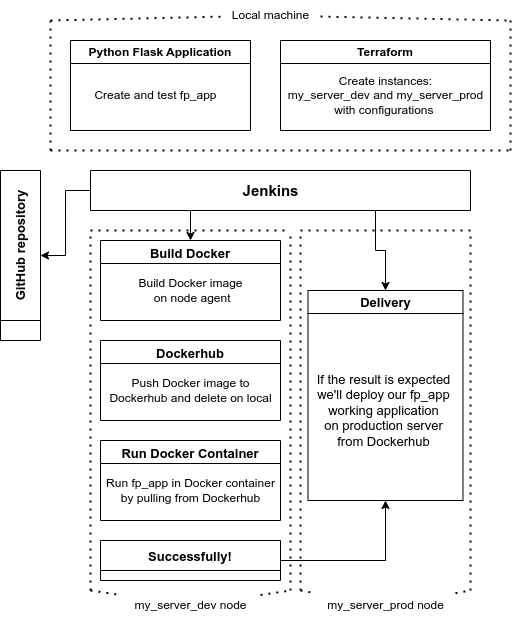 Local machine
Python Flask Application
Create and test fp_app
Terraform
Create instances:
my_server_dev and my_server_prod
with configurations
GitHub repository
Jenkins
Build Docker
Build Docker image
on node agent
Dockerhub
Push Docker image to
Dockerhub and delete on local
Run Docker Container
Run fp_app in Docker container
by pulling from Dockerhub
Successfully!
my_server_dev node
Delivery
If the result is expected
we'll deploy our fp_app
working application
on production server
from Dockerhub
my_server_prod node